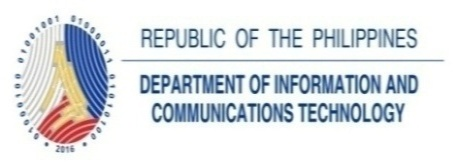 REPUBLIC OF THE PHILIPPINES
DEPARTMENT OF INFORMATION AND
COMMUNICATIONS TECHNOLOGY
2016